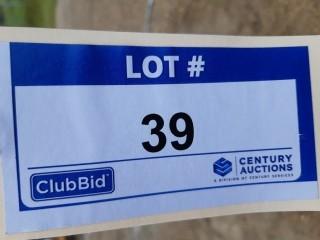 LOT #
39
ClubBid
CENTURY
AUCTIONS
A DIVISION OF CENTURY SERVICES